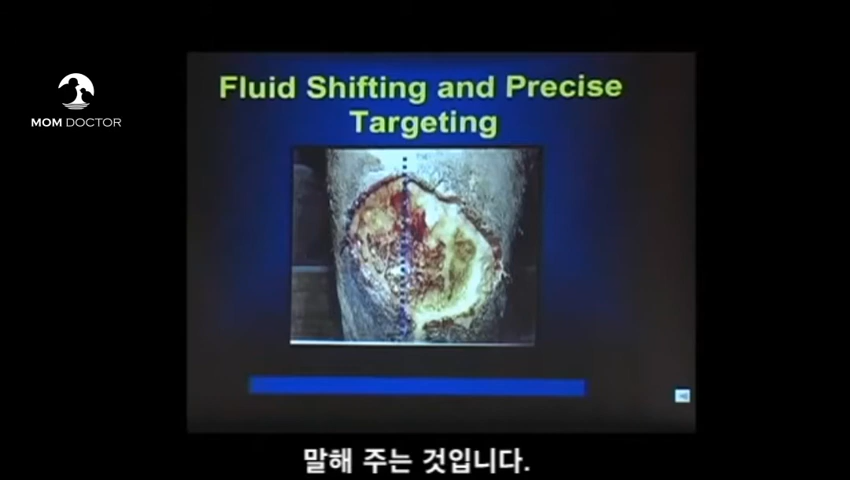 Fluid Shifting and Precise
Targeting
MOM DOCTOR
말해 주는 것입니다.